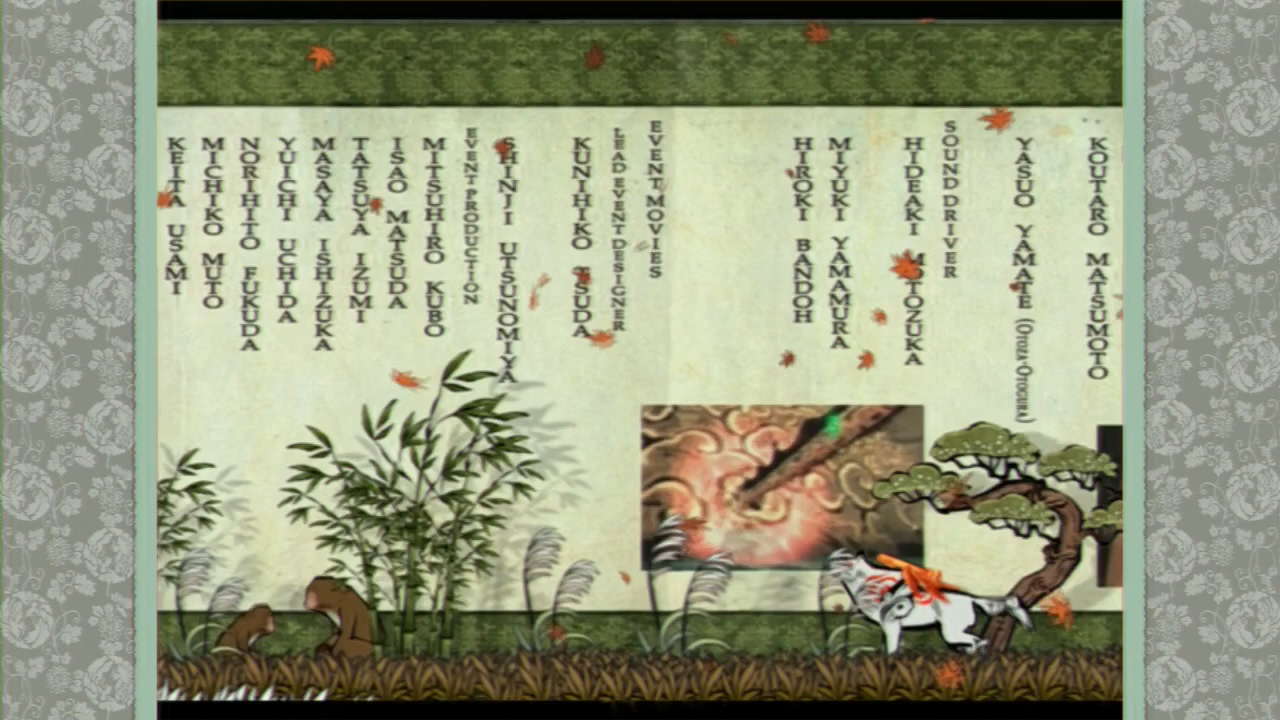 KOUTARO MATSUMOTO
YASUO YAMATE (Otoza-Otogura)
SOUND DRIVER
HIDEAKI MOTOZUKA
MIYUKI YAMAMURA
HIROKI BANDOH
EVENT MOVIES
LEAD EVENT DESIGNER
KUNIHIKO TSUDA
SHINJI UTSUNOMIYA
EVENT PRODUCTION
MITSUHIRO KUBO
ISAO MATSUDA
TATSUYA IZUMI
MASAYA ISHIZUKA
YUICHI UCHIDA
NORIHITO FUKUDA
MICHIKO MUTO
KEITA USAMI